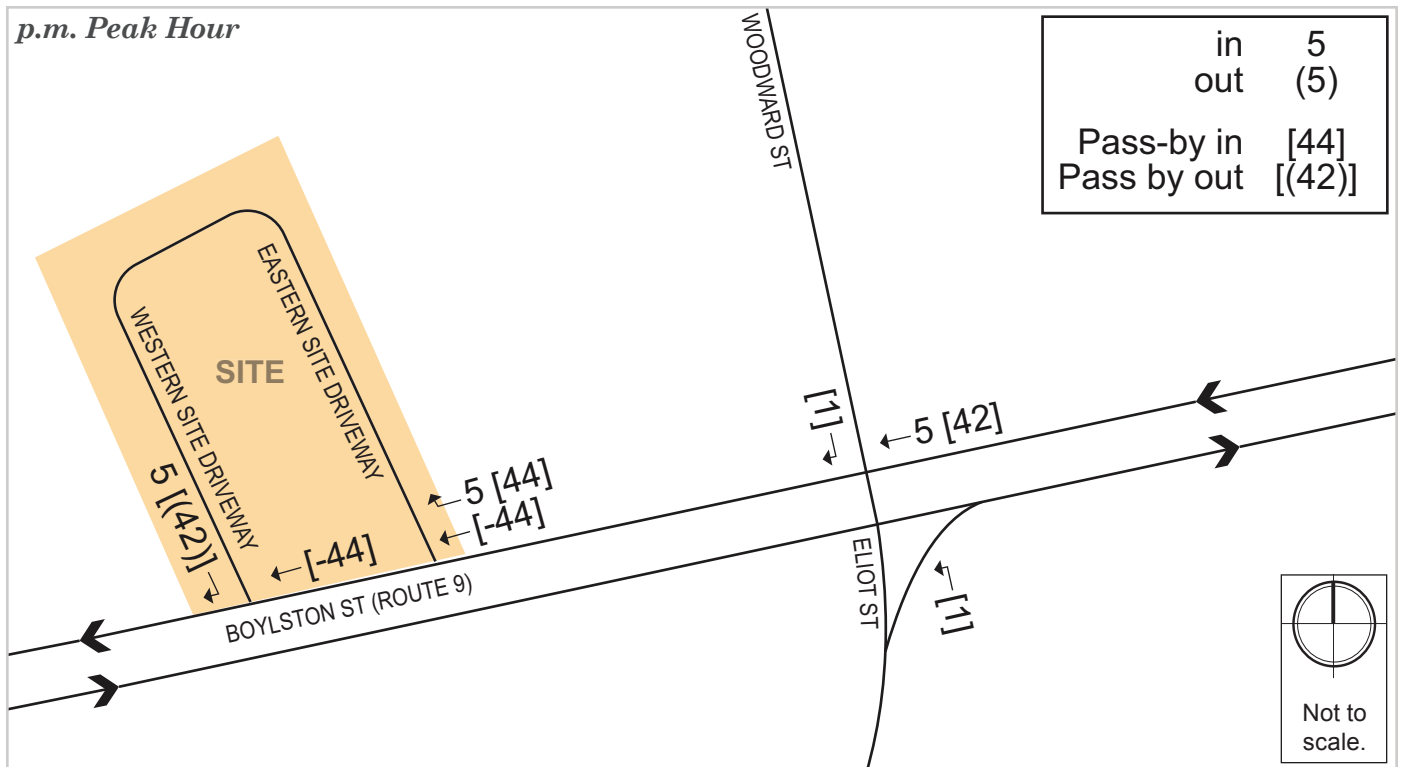 p.m. Peak Hour
in 5
out (5)
Pass-by in [44]
Pass by out [(42)]
WOODWARD ST
EASTERN SITE DRIVEWAY
WESTERN SITE DRIVEWAY
SITE
[1]
5 [42]
5 [44]
[-44]
5 [(42)]
[-44]
BOYLSTON ST (ROUTE 9)
ELIOT ST
[1]
Not to
scale.